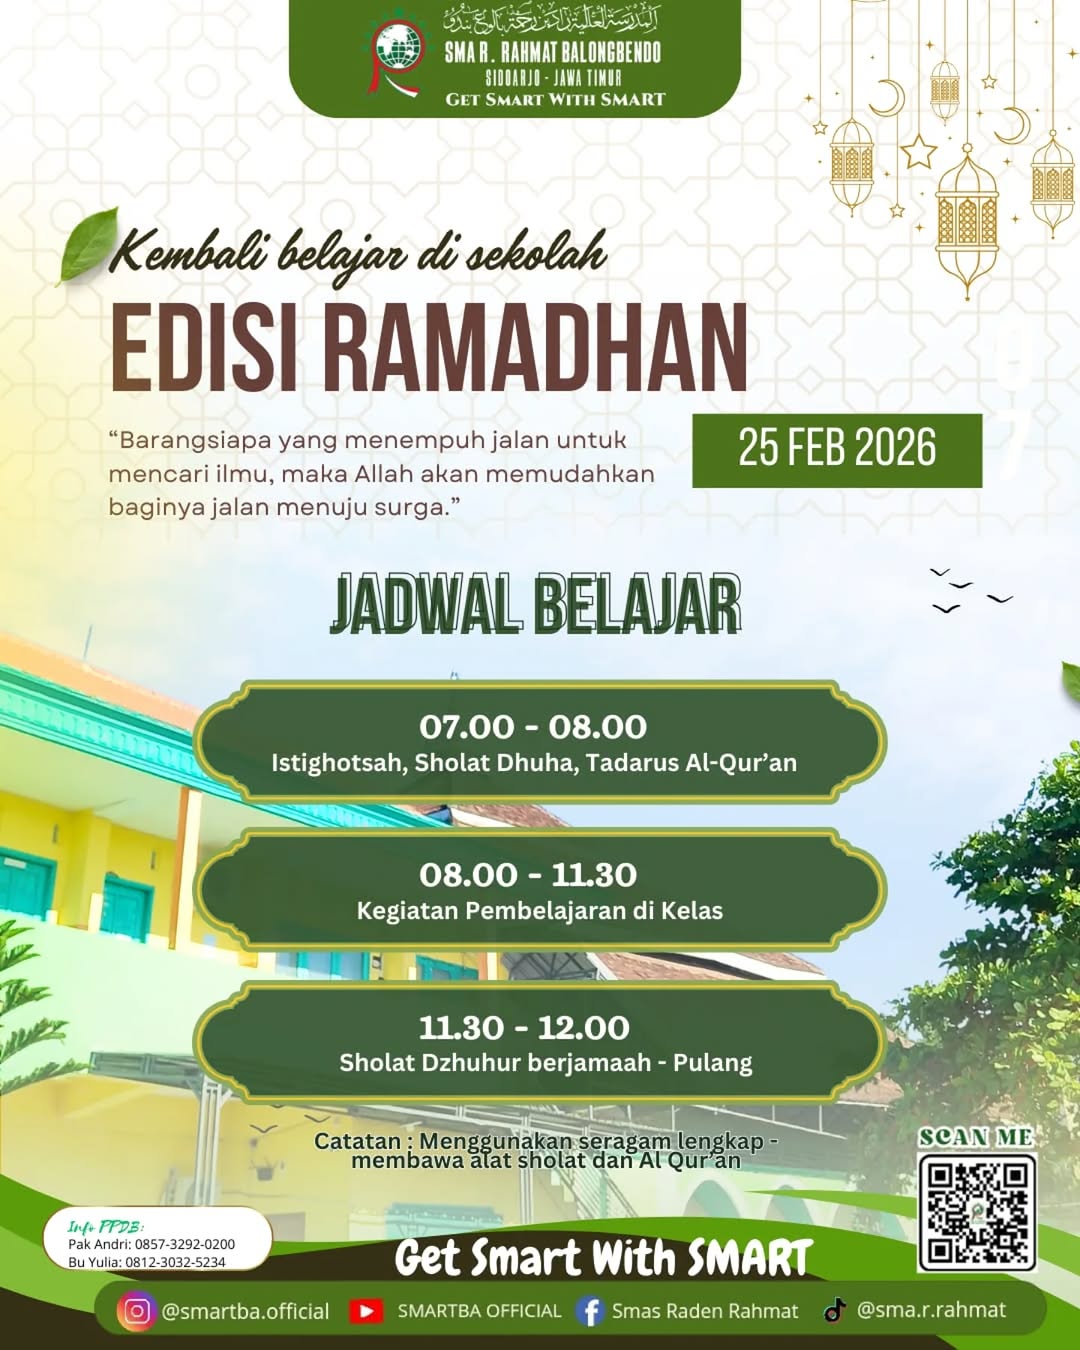 SMA R. RAHMAT BALONGBENDO
SIDOARJO - JAWA TIMUR
GET SMART WITH SMART
Kembali belajar di sekolah
EDISI RAMADHAN
“Barangsiapa yang menempuh jalan untuk
mencari ilmu, maka Allah akan memudahkan
baginya jalan menuju surga.”
25 FEB 2026
JADWAL BELAJAR
07.00 - 08.00
Istighotsah, Sholat Dhuha, Tadarus Al-Qur’an
08.00 - 11.30
Kegiatan Pembelajaran di Kelas
11.30 - 12.00
Sholat Dzhuhur berjamaah - Pulang
Catatan : Menggunakan seragam lengkap -
membawa alat sholat dan Al Qur’an
SCAN ME
Info PPDB:
Pak Andri: 0857-3292-0200
Bu Yulia: 0812-3032-5234
Get Smart With SMART
@smartba.official SMARTBA OFFICIAL Smas Raden Rahmat @sma.r.rahmat